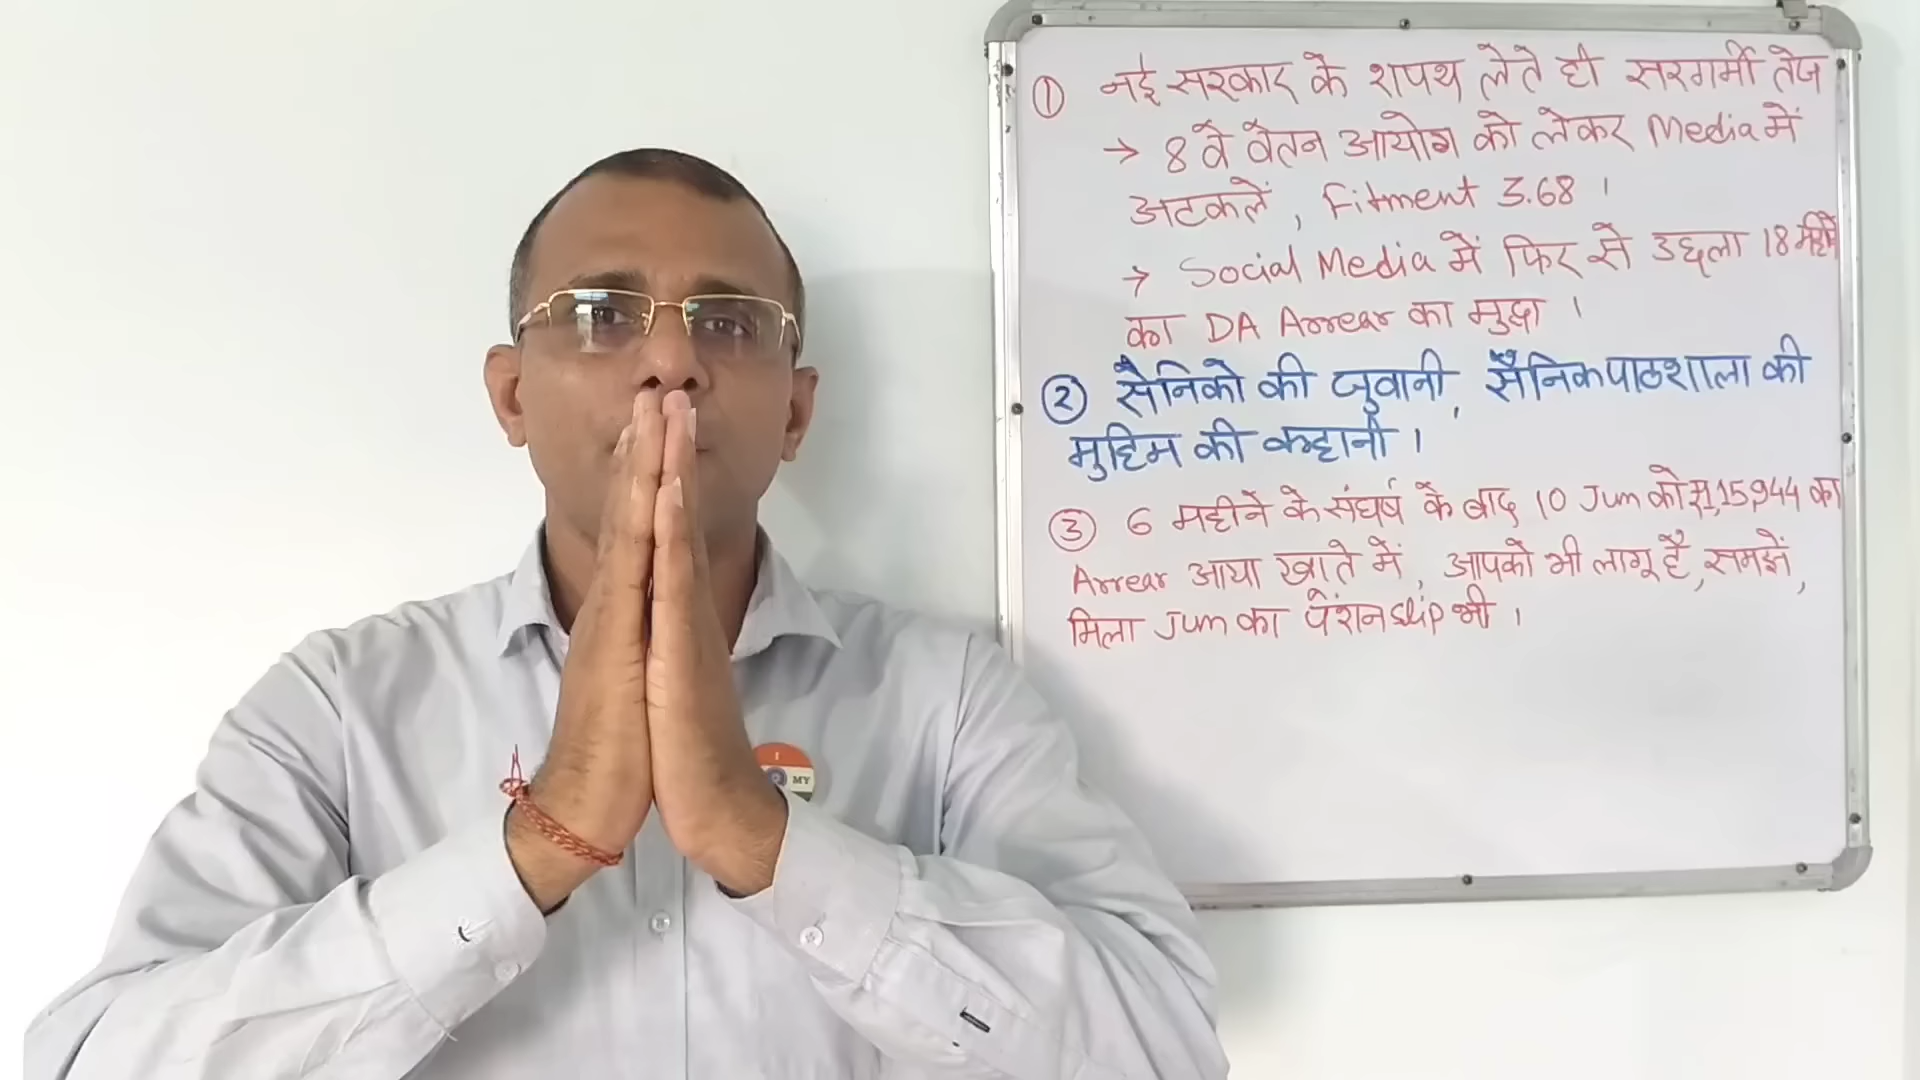 ① नई सरकार के शपथ लेते ही सरगर्मी तेज
→ 8 वे वेतन आयोग को लेकर Media में
अटकलें, Fitment 3.68 ।
→ Social Media में फिर से उछला 18 महीने
का DA Arrear का मुद्दा ।
② सैनिको की जुवानी, सैनिक पाठशाला की
मुहिम की कहानी ।
③ 6 महीने के संघर्ष के बाद 10 Jun को ₹1,15,944 का
Arrear आया खाते में, आपको भी लागू है, समझें,
मिला Jun का पेंशन slip भी ।
I
MY